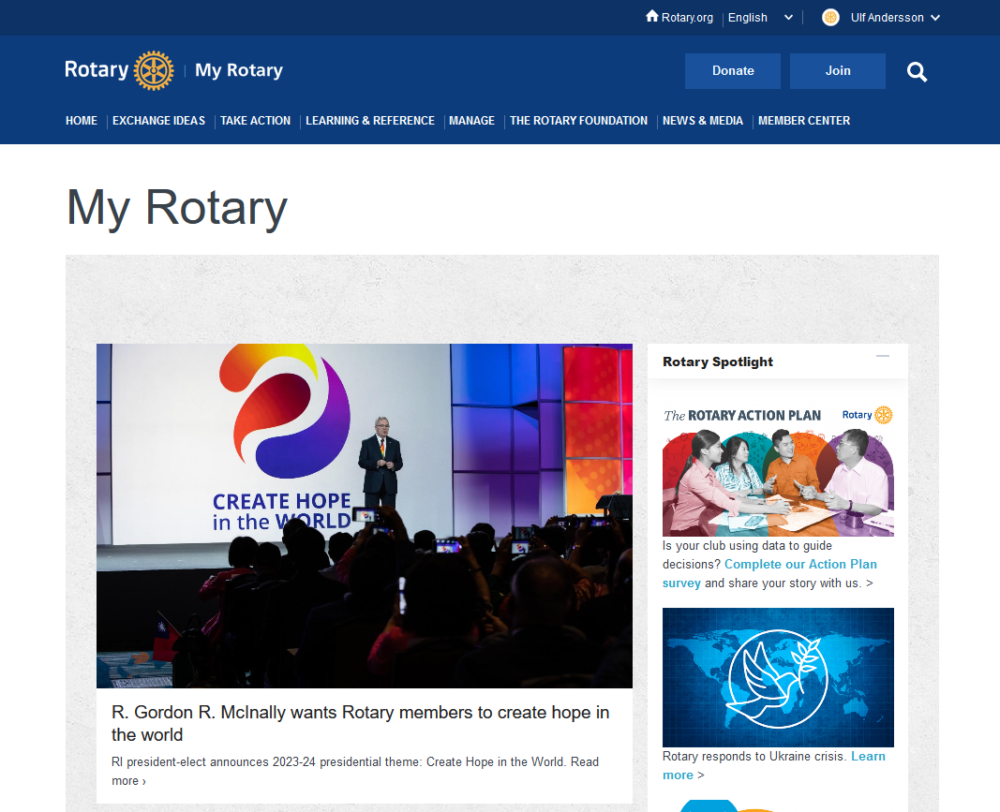 Rotary.org
English
Ulf Andersson
Rotary
My Rotary
Donate
Join
HOME
EXCHANGE IDEAS
TAKE ACTION
LEARNING & REFERENCE
MANAGE
THE ROTARY FOUNDATION
NEWS & MEDIA
MEMBER CENTER
My Rotary
CREATE HOPE
in the WORLD
R. Gordon R. McInally wants Rotary members to create hope in
the world
RI president-elect announces 2023-24 presidential theme: Create Hope in the World. Read
more ›
Rotary Spotlight
The ROTARY ACTION PLAN
Rotary
Is your club using data to guide
decisions? Complete our Action Plan
survey and share your story with us. >
Rotary responds to Ukraine crisis. Learn
more >